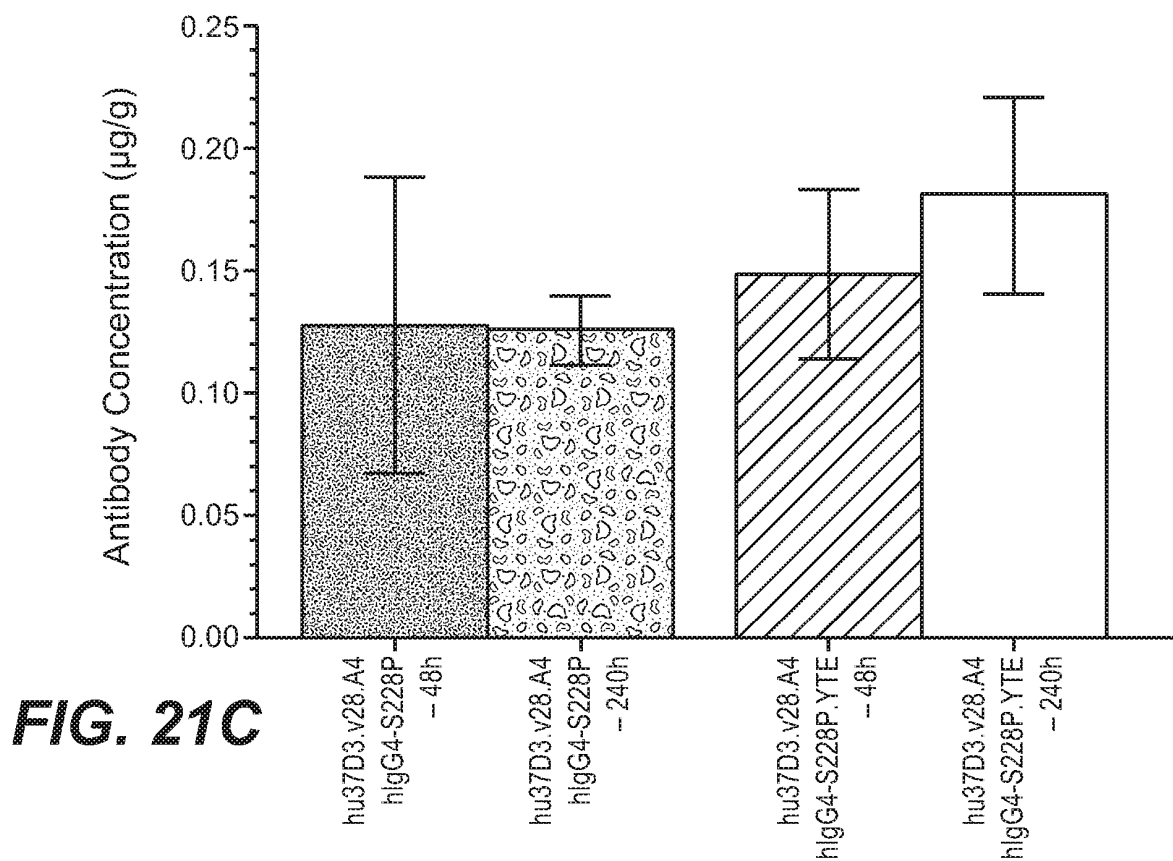 Antibody Concentration (µg/g)
0.25
0.20
0.15
0.10
0.05
0.00
hu37D3.v28.A4
hIgG4-S228P
– 48h
hu37D3.v28.A4
hIgG4-S228P
– 240h
hu37D3.v28.A4
hIgG4-S228P.YTE
– 48h
hu37D3.v28.A4
hIgG4-S228P.YTE
– 240h
FIG. 21C